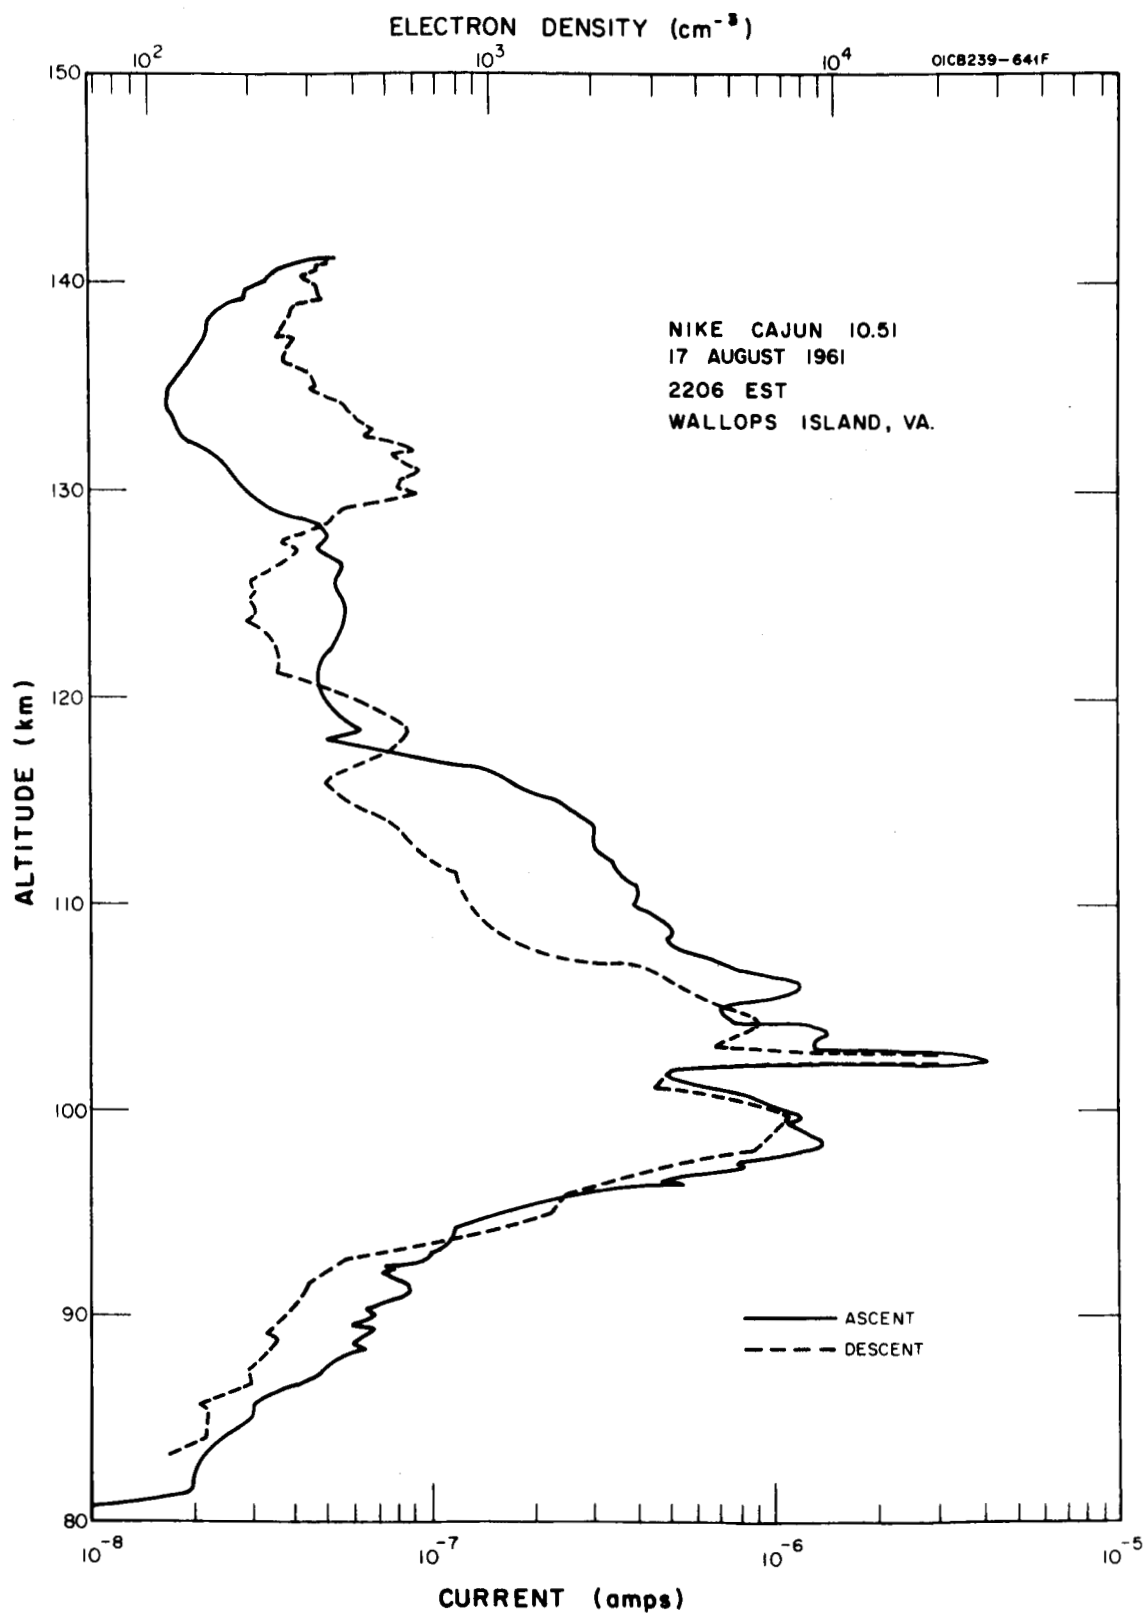 ELECTRON DENSITY (cm⁻³)
10² 10³ 10⁴ OICB239-641F
150
140
NIKE CAJUN 10.51
17 AUGUST 1961
2206 EST
WALLOPS ISLAND, VA.
130
120
ALTITUDE (km)
110
100
90
ASCENT
DESCENT
80
10⁻⁸ 10⁻⁷ 10⁻⁶ 10⁻⁵
CURRENT (amps)